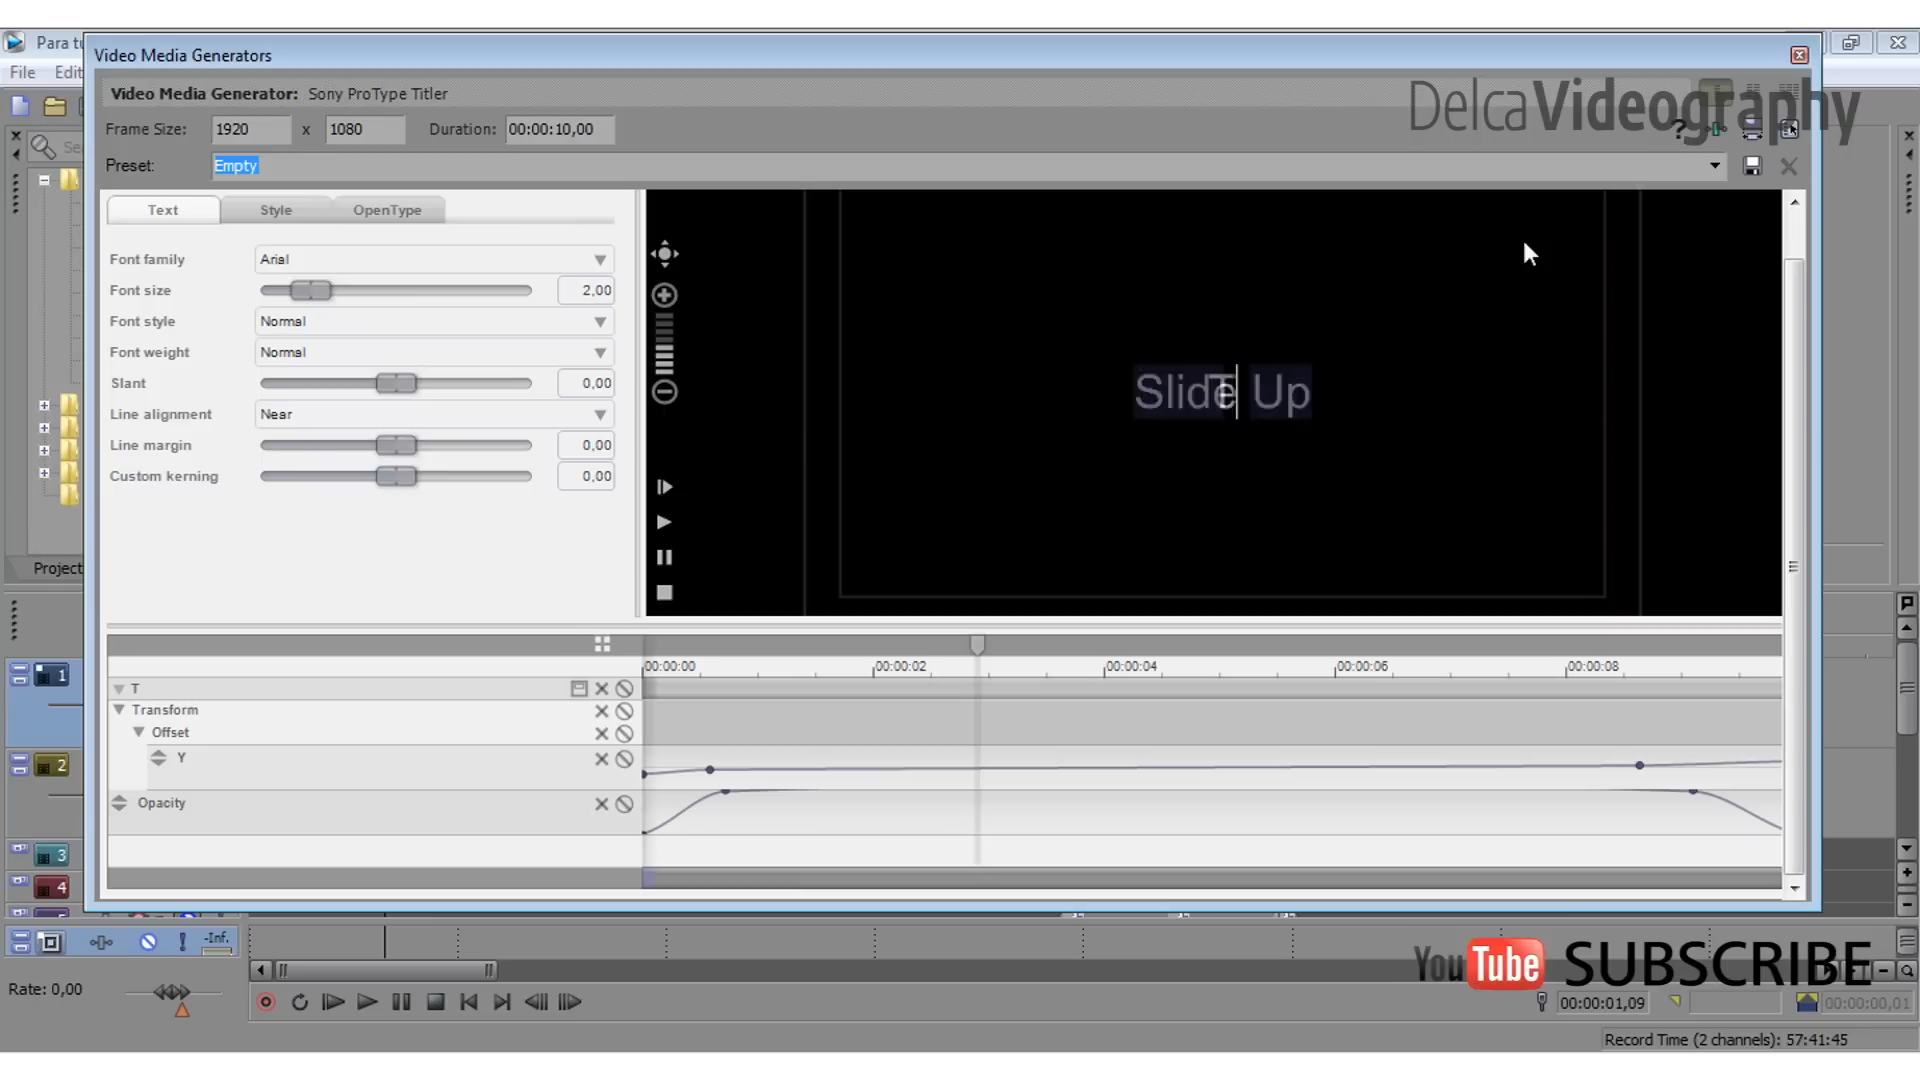 Para tu
Video Media Generators
File Edit
Video Media Generator: Sony ProType Titler
DelcaVideography
Frame Size: 1920 x 1080 Duration: 00:00:10,00
Preset: Empty
Text Style OpenType
Font family Arial
Font size 2,00
Font style Normal
Font weight Normal
Slant 0,00
Line alignment Near
Line margin 0,00
Custom kerning 0,00
Slide Up
T
Project
00:00:00 00:00:02 00:00:04 00:00:06 00:00:08
T
Transform
Offset
Y
Opacity
1
2
3
4
-Inf.
YouTube SUBSCRIBE
Rate: 0,00
00:00:01,09 00:00:00,01
Record Time (2 channels): 57:41:45